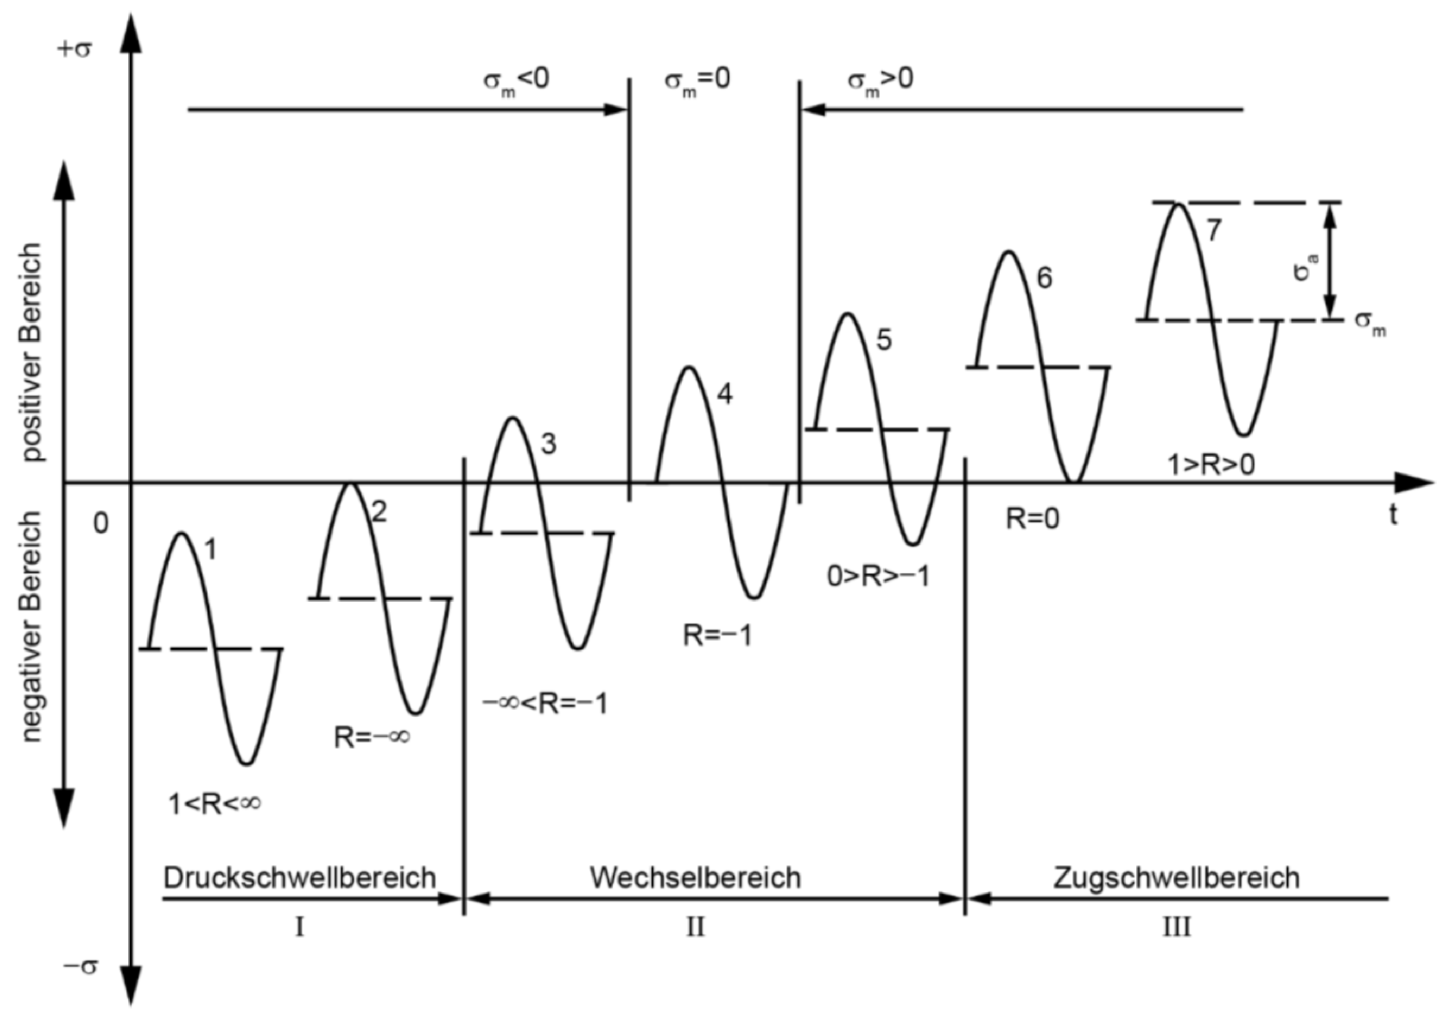 +σ
σm<0
σm=0
σm>0
positiver Bereich
negativer Bereich
7
σa
6
σm
5
4
3
1>R>0
0
2
R=0
t
1
0>R>−1
R=−1
−∞<R=−1
R=−∞
1<R<∞
Druckschwellbereich
Wechselbereich
Zugschwellbereich
I
II
III
−σ